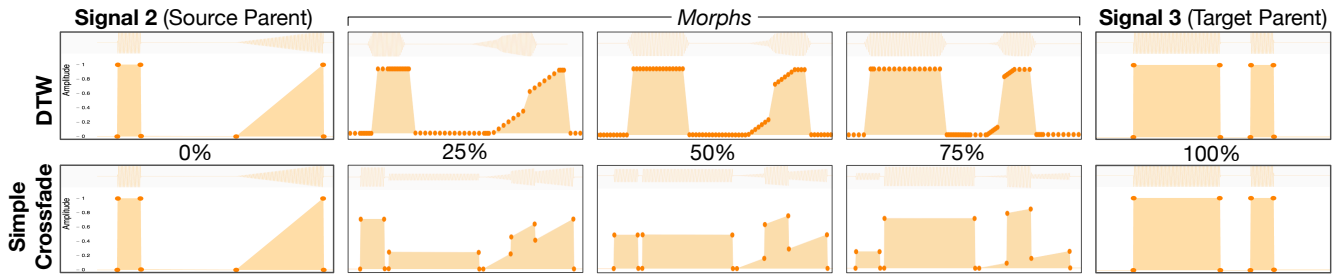 Signal 2 (Source Parent) Morphs Signal 3 (Target Parent)
DTW
Amplitude
1
0.8
0.6
0.4
0.2
0
0% 25% 50% 75% 100%
Simple
Crossfade
Amplitude
1
0.8
0.6
0.4
0.2
0